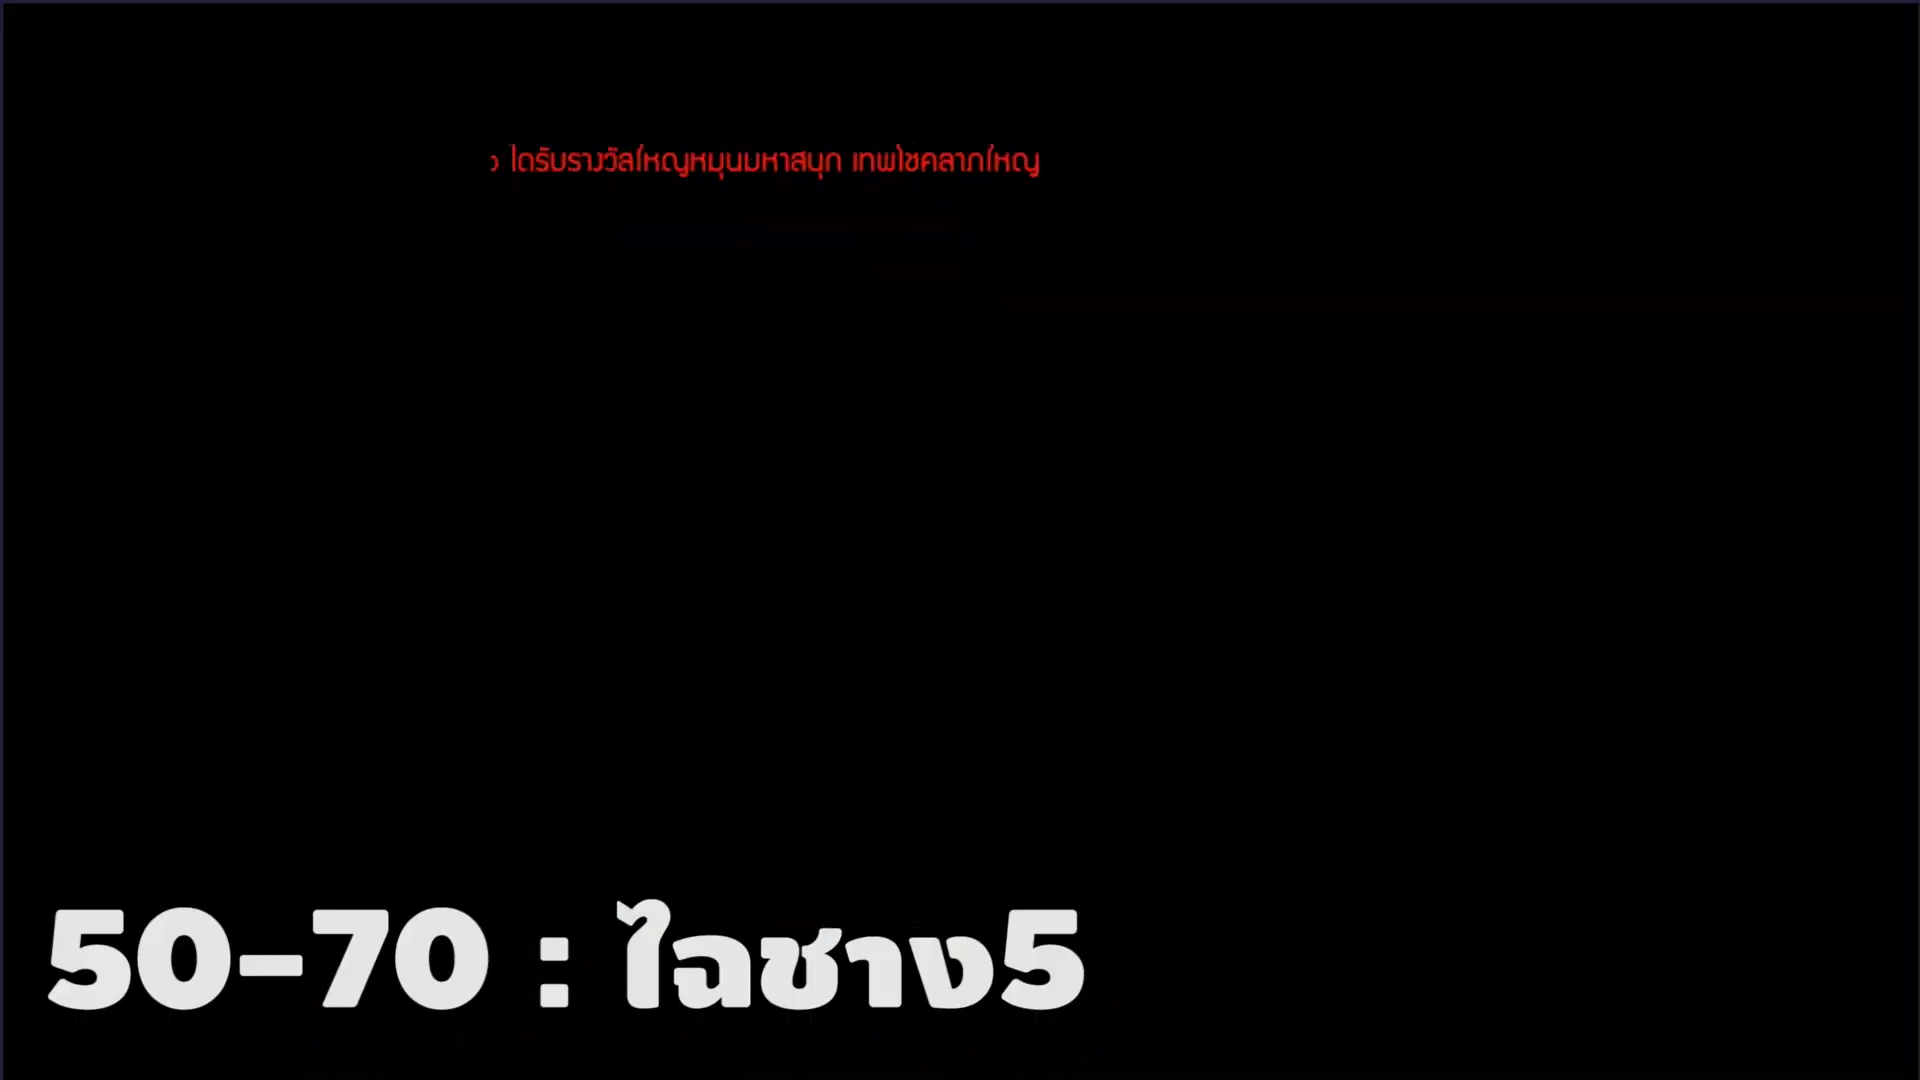 ได้รับรางวัลใหญ่หมุนมหาสนุก เทพโชคลาภใหญ่
50-70 : ไฉชาง5